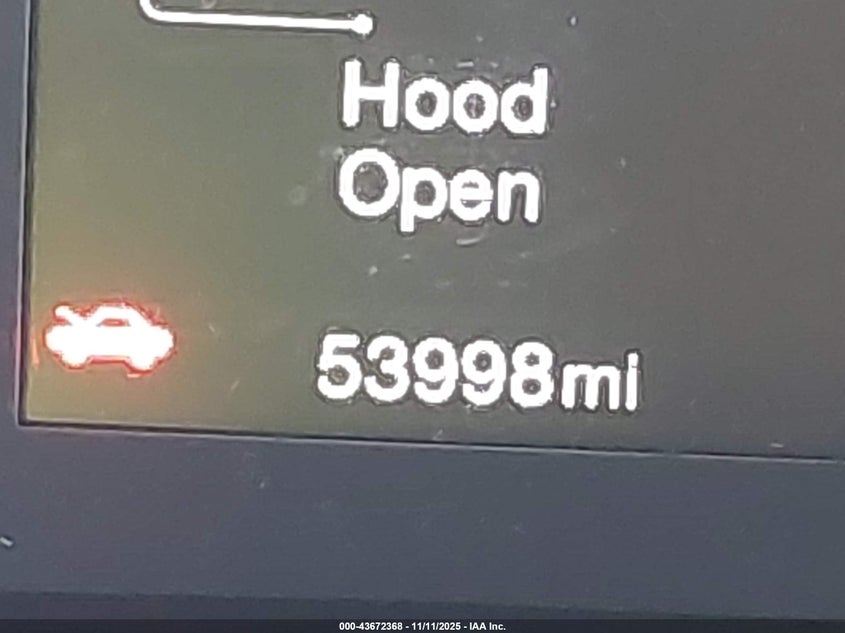 Hood
Open
53998mi
000-43672368 - 11/11/2025 - IAA Inc.